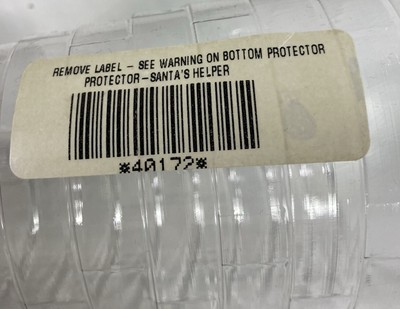 REMOVE LABEL – SEE WARNING ON BOTTOM PROTECTOR
PROTECTOR–SANTA'S HELPER
*40172*